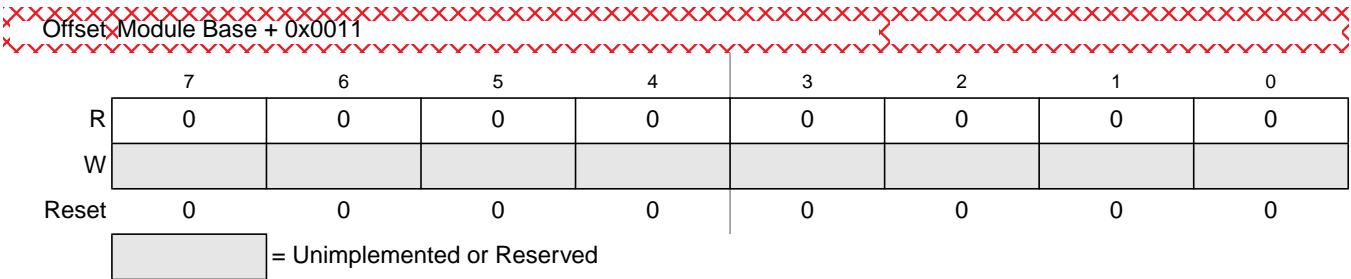 Offset Module Base + 0x0011
7 6 5 4 3 2 1 0
R 0 0 0 0 0 0 0 0
W
Reset 0 0 0 0 0 0 0 0
= Unimplemented or Reserved